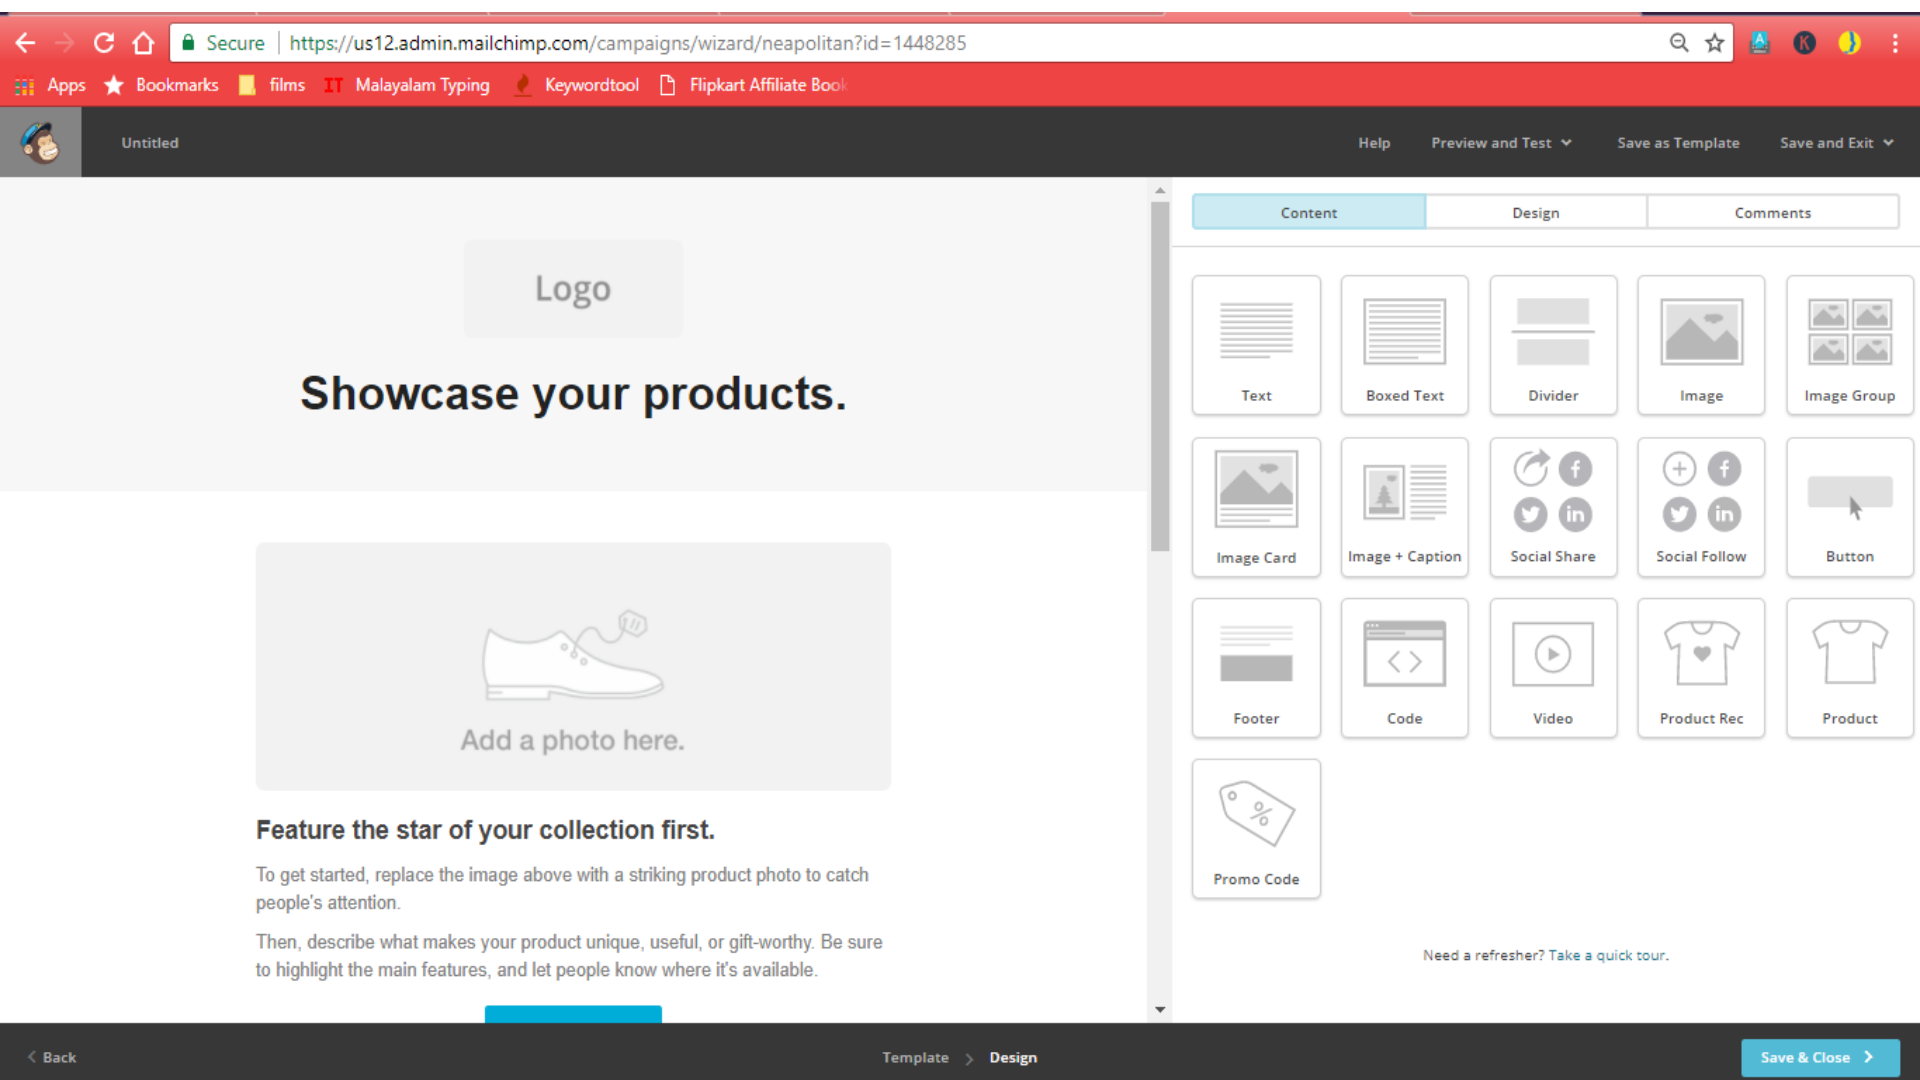 Secure https://us12.admin.mailchimp.com/campaigns/wizard/neapolitan?id=1448285
Apps Bookmarks films IT Malayalam Typing Keywordtool Flipkart Affiliate Book
Untitled Help Preview and Test Save as Template Save and Exit
Content Design Comments
Logo
Showcase your products.
Text Boxed Text Divider Image Image Group
Image Card Image + Caption Social Share Social Follow Button
Footer Code Video Product Rec Product
%
Promo Code
Need a refresher? Take a quick tour.
Add a photo here.
Feature the star of your collection first.
To get started, replace the image above with a striking product photo to catch
people's attention.
Then, describe what makes your product unique, useful, or gift-worthy. Be sure
to highlight the main features, and let people know where it's available.
Back Template Design Save & Close